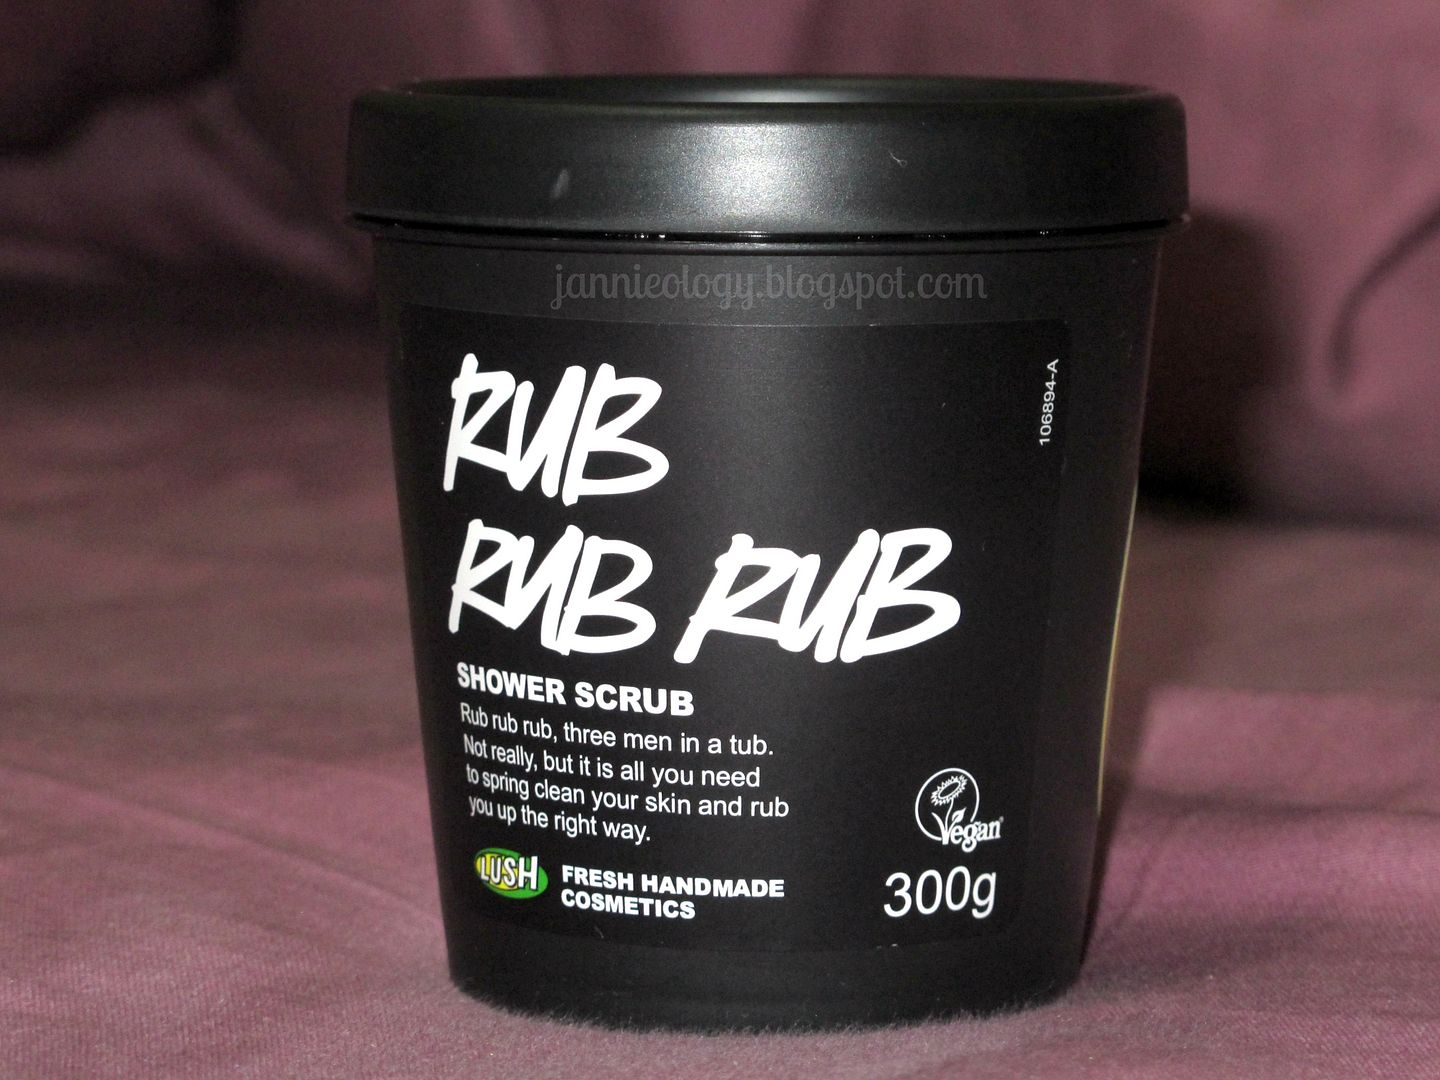 jannieology.blogspot.com
106894-A
RUB
RUB RUB
SHOWER SCRUB
Rub rub rub, three men in a tub.
Not really, but it is all you need
to spring clean your skin and rub
you up the right way.
Vegan
LUSH
FRESH HANDMADE
COSMETICS
300g